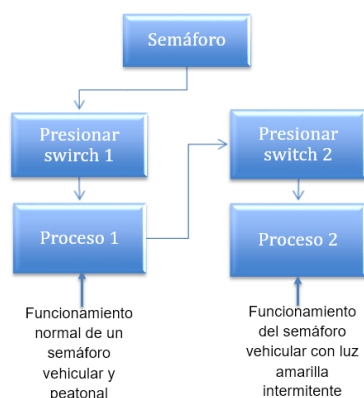 Semáforo
Presionar
swirch 1
Presionar
switch 2
Proceso 1
Proceso 2
Funcionamiento
normal de un
semáforo
vehicular y
peatonal
Funcionamiento
del semáforo
vehicular con luz
amarilla
intermitente